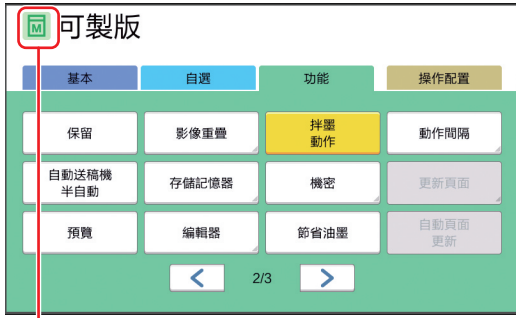 M 可製版
基本 自選 功能 操作配置
保留 影像重疊 拌墨 動作間隔
動作
自動送稿機 存儲記憶器 機密 更新頁面
半自動
預覽 編輯器 節省油墨 自動頁面
更新
< 2/3 >